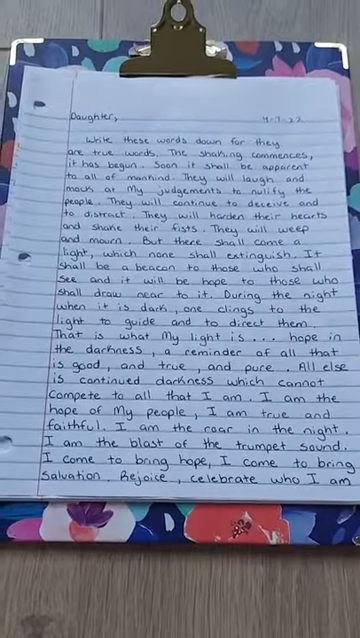 Daughter, 4-7-22
Write these words down for they
are true words. The shaking commences,
it has begun. Soon it shall be apparent
to all of mankind. They will laugh and
mock at My judgements to nullify the
people. They will continue to deceive and
to distract. They will harden their hearts
and shake their fists. They will weep
and mourn. But there shall come a
light, which none shall extinguish. It
shall be a beacon to those who shall
see and it will be hope to those who
shall draw near to it. During the night
when it is dark, one clings to the
light to guide and to direct them.
That is what My light is... hope in
the darkness, a reminder of all that
is good, and true, and pure. All else
is continued darkness which cannot
compete to all that I am. I am the
hope of My people, I am true and
faithful. I am the roar in the night.
I am the blast of the trumpet sound.
I come to bring hope, I come to bring
salvation. Rejoice, celebrate who I am